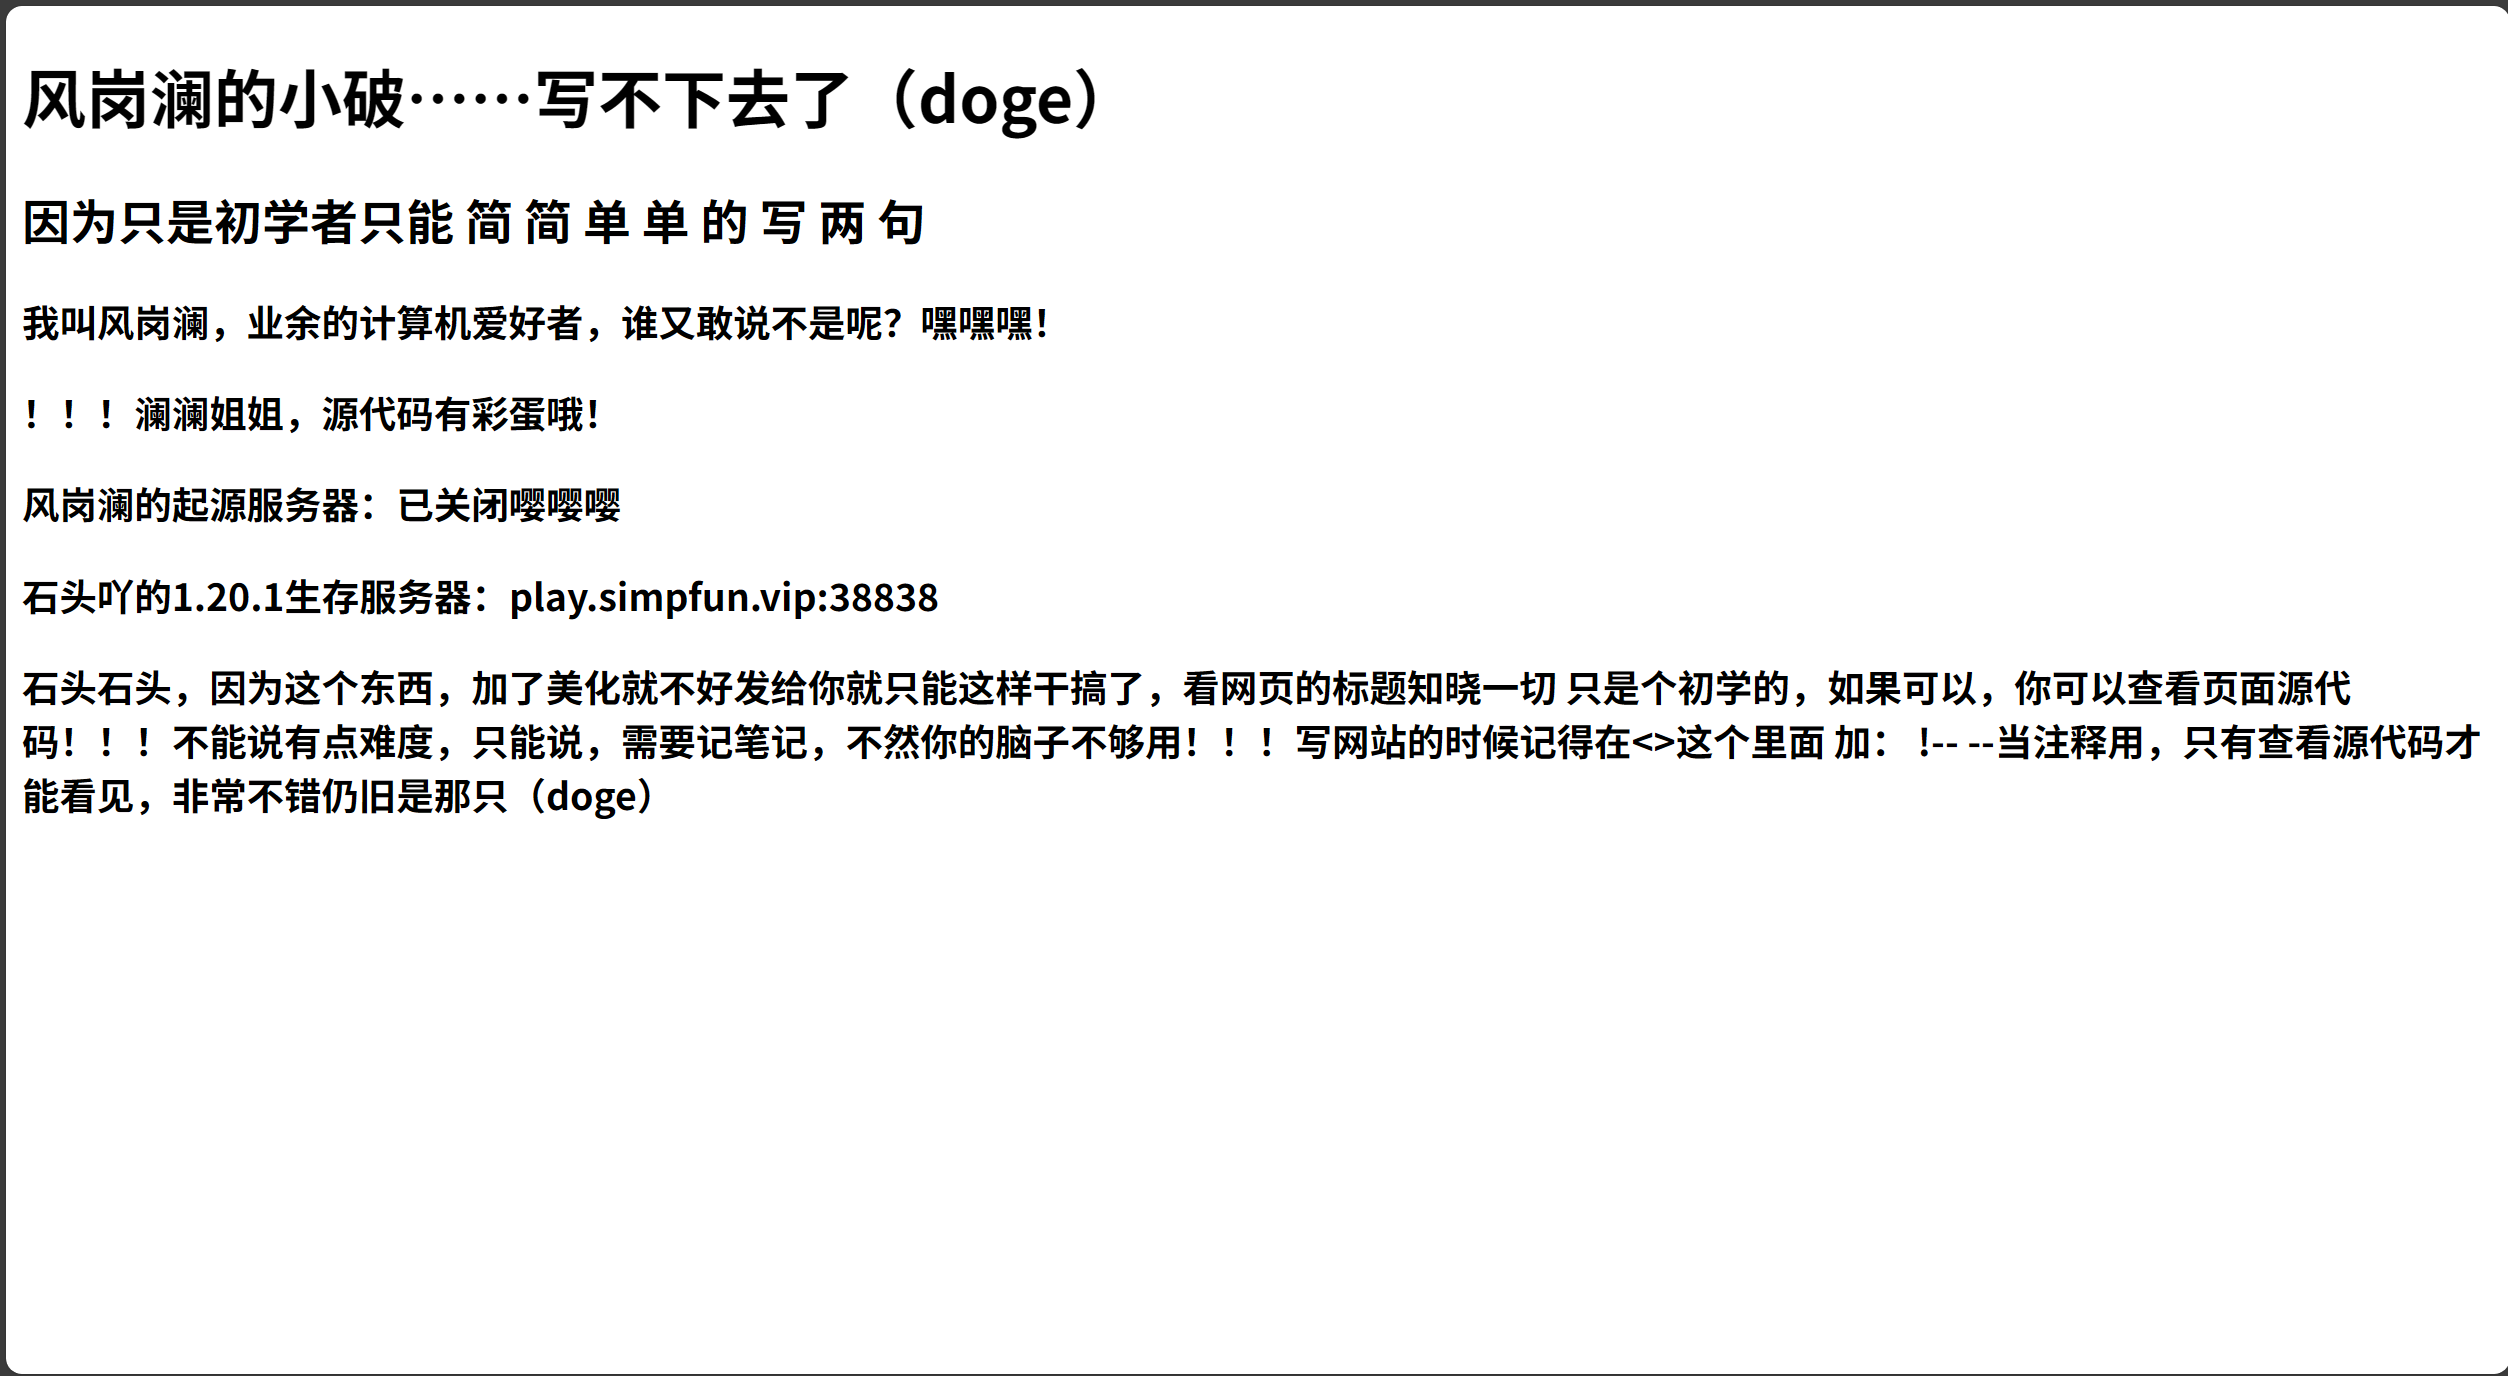 风岗澜的小破……写不下去了（doge）
因为只是初学者只能 简 简 单 单 的 写 两 句
我叫风岗澜，业余的计算机爱好者，谁又敢说不是呢？嘿嘿嘿！
！！！澜澜姐姐，源代码有彩蛋哦！
风岗澜的起源服务器：已关闭嘤嘤嘤
石头吖的1.20.1生存服务器：play.simpfun.vip:38838
石头石头，因为这个东西，加了美化就不好发给你就只能这样干搞了，看网页的标题知晓一切 只是个初学的，如果可以，你可以查看页面源代
码！！！不能说有点难度，只能说，需要记笔记，不然你的脑子不够用！！！写网站的时候记得在<>这个里面 加： !-- --当注释用，只有查看源代码才
能看见，非常不错仍旧是那只（doge）